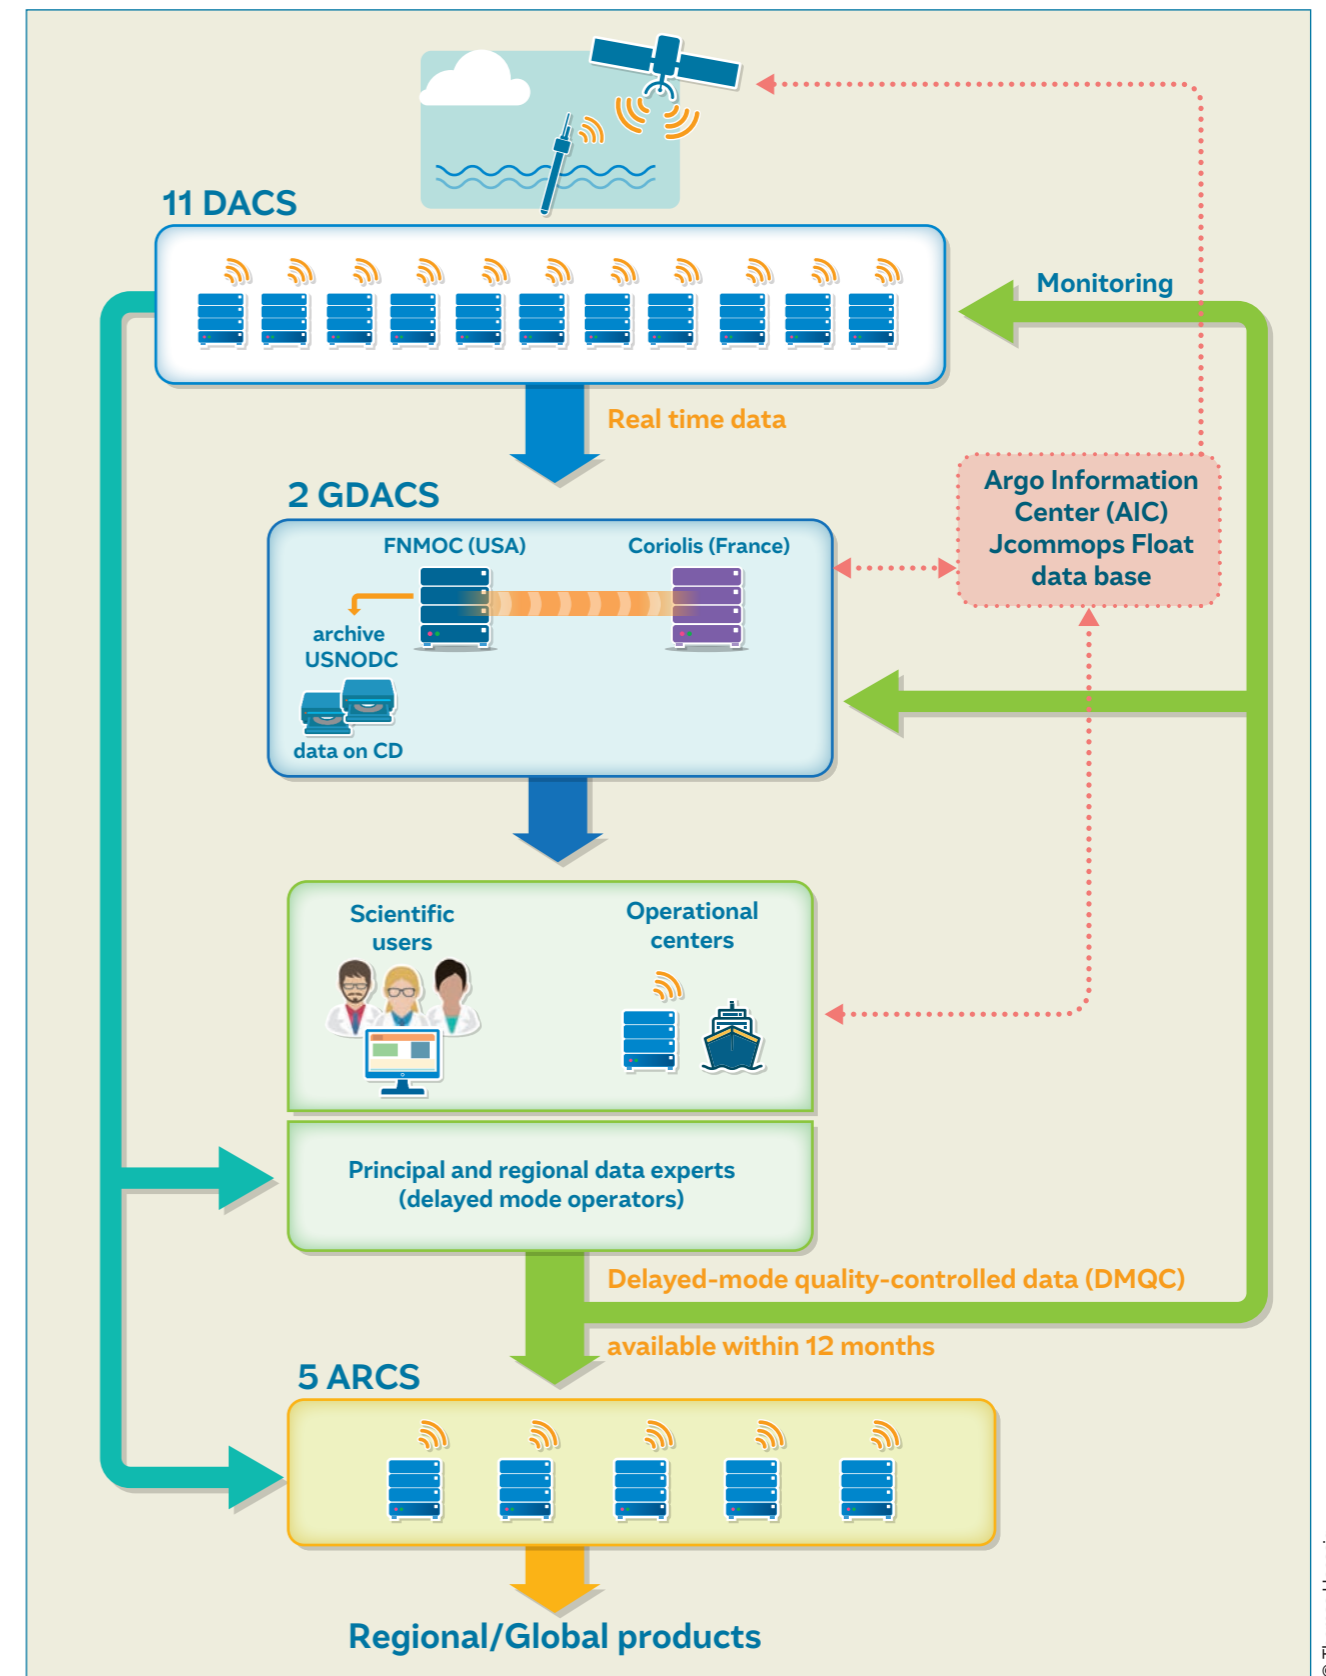 11 DACS
Monitoring
Real time data
2 GDACS
FNMOC (USA)
Coriolis (France)
archive
USNODC
data on CD
Argo Information
Center (AIC)
Jcommops Float
data base
Scientific
users
Operational
centers
Principal and regional data experts
(delayed mode operators)
Delayed-mode quality-controlled data (DMQC)
available within 12 months
5 ARCS
Regional/Global products